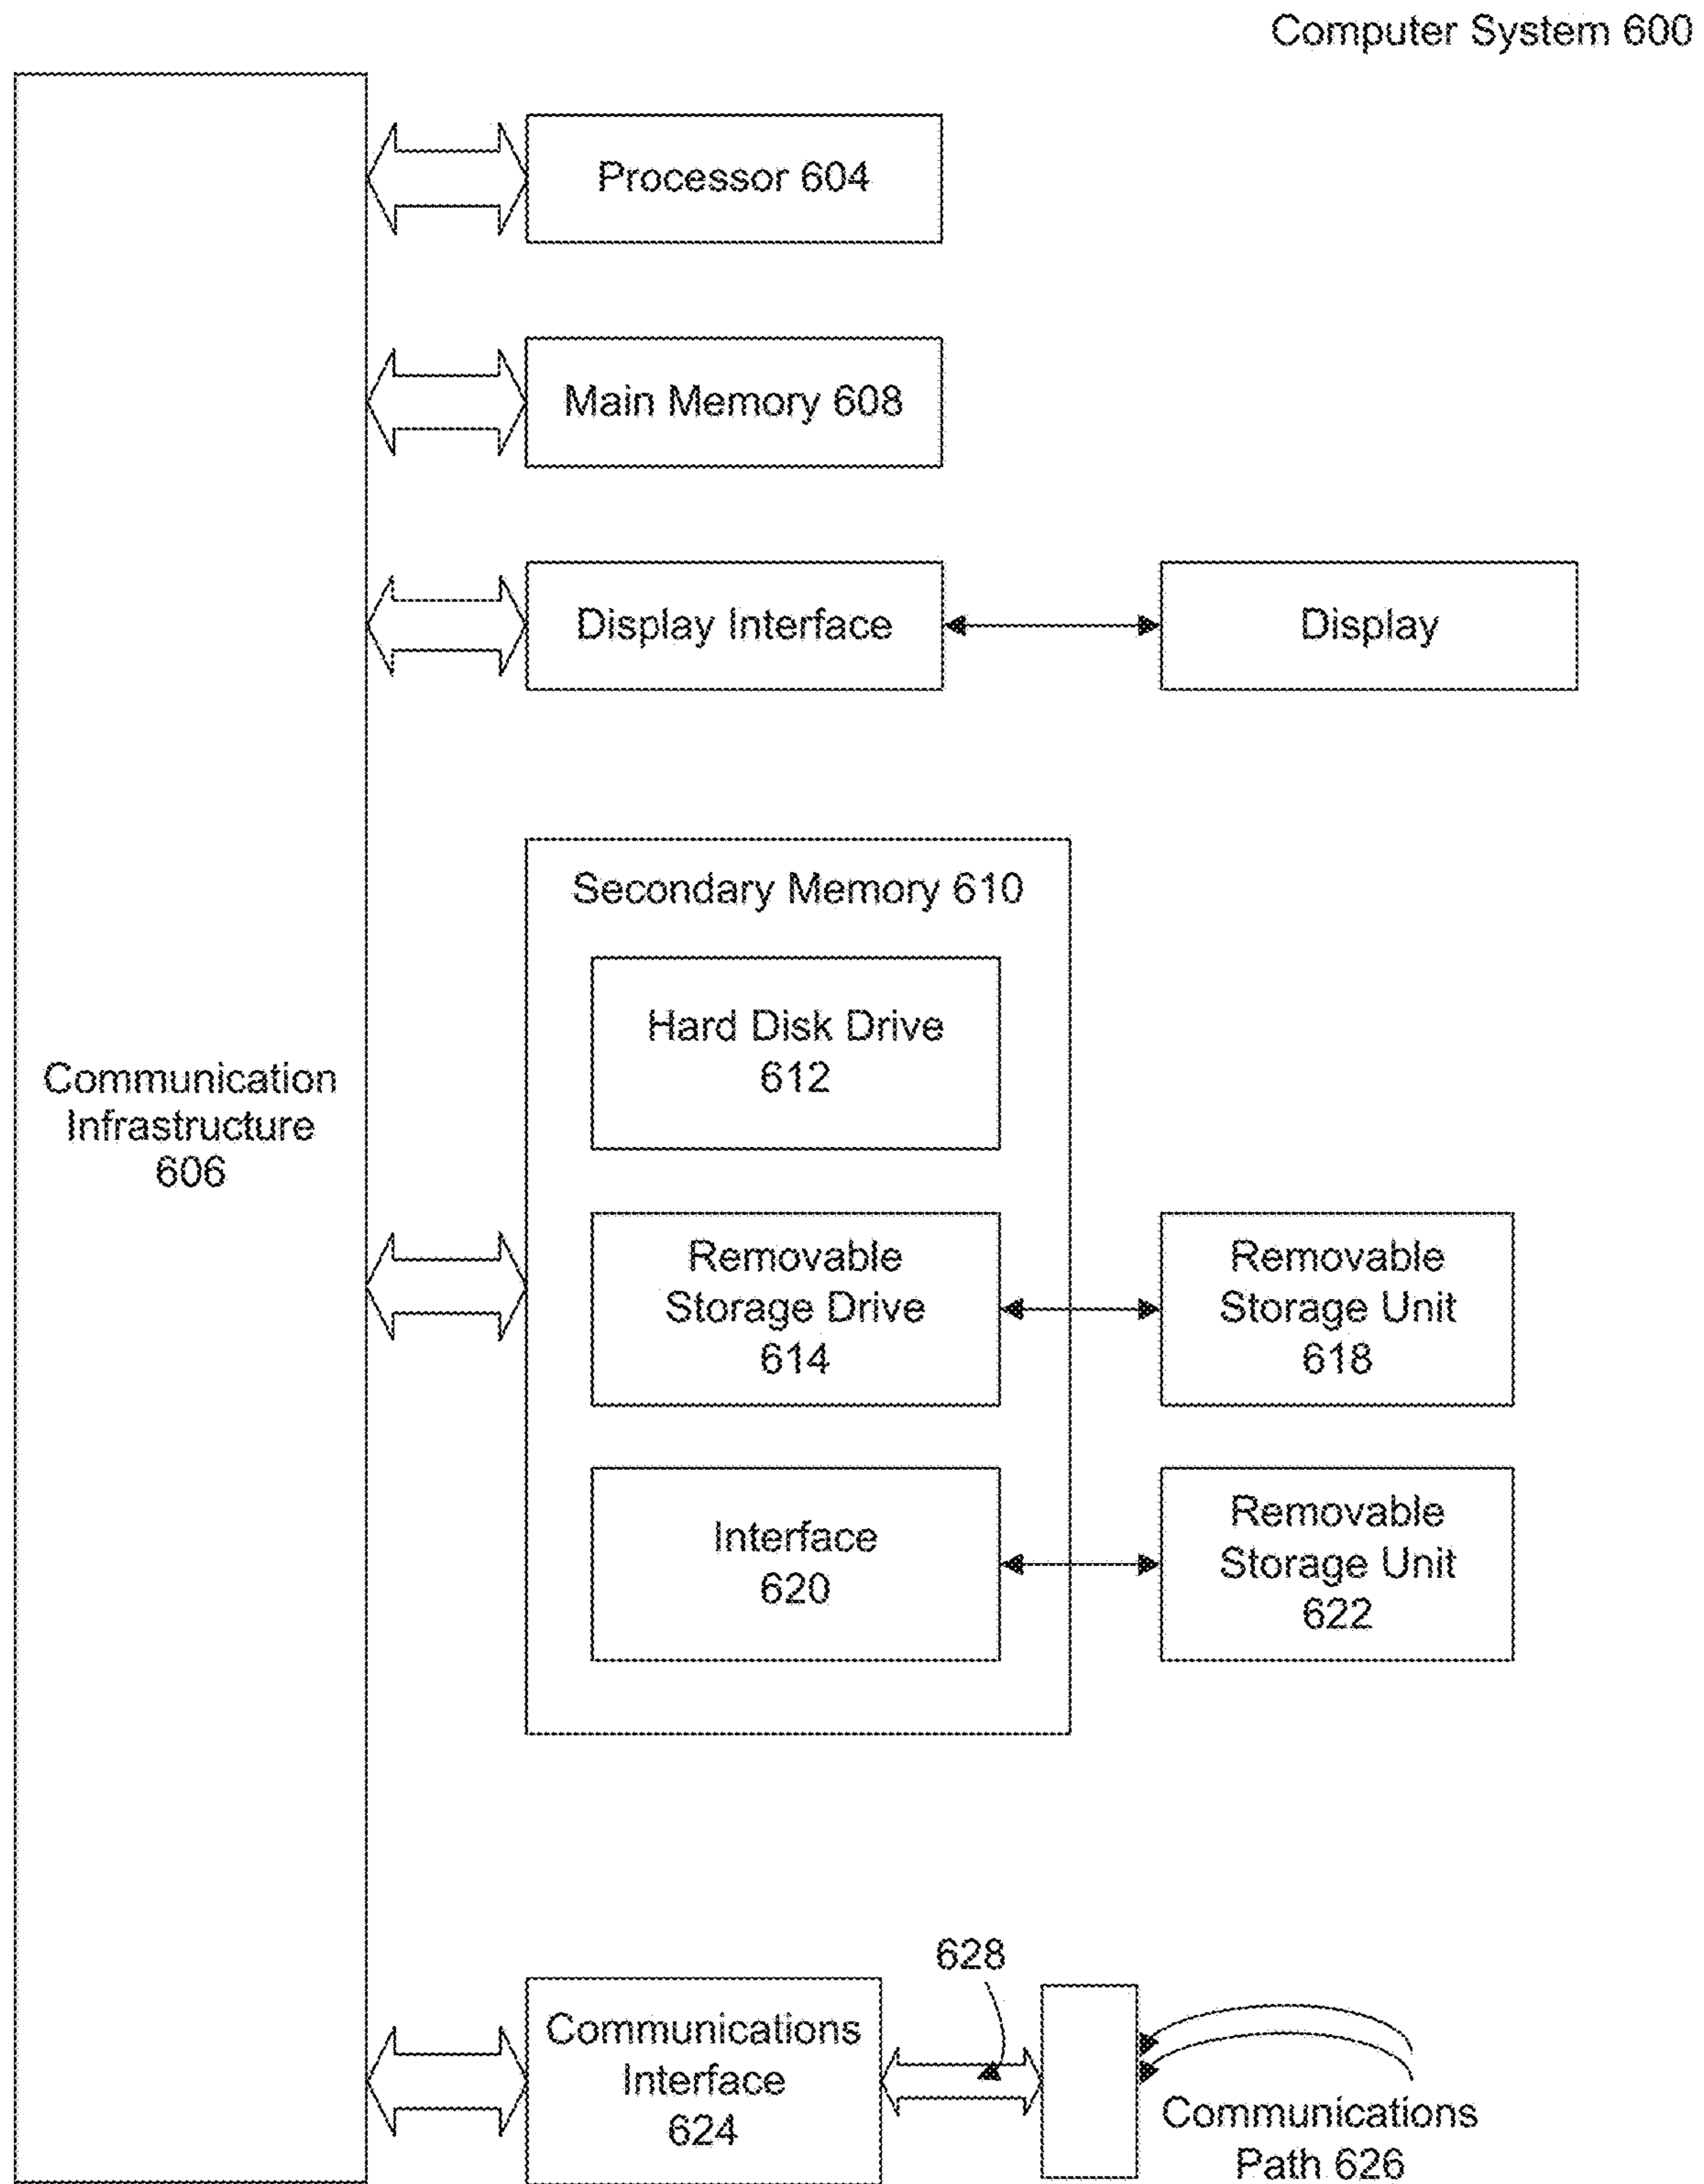 Computer System 600
Processor 604
Main Memory 608
Display Interface
Display
Secondary Memory 610
Hard Disk Drive
612
Communication
Infrastructure
606
Removable
Storage Drive
614
Removable
Storage Unit
618
Interface
620
Removable
Storage Unit
622
628
Communications
Interface
624
Communications
Path 626